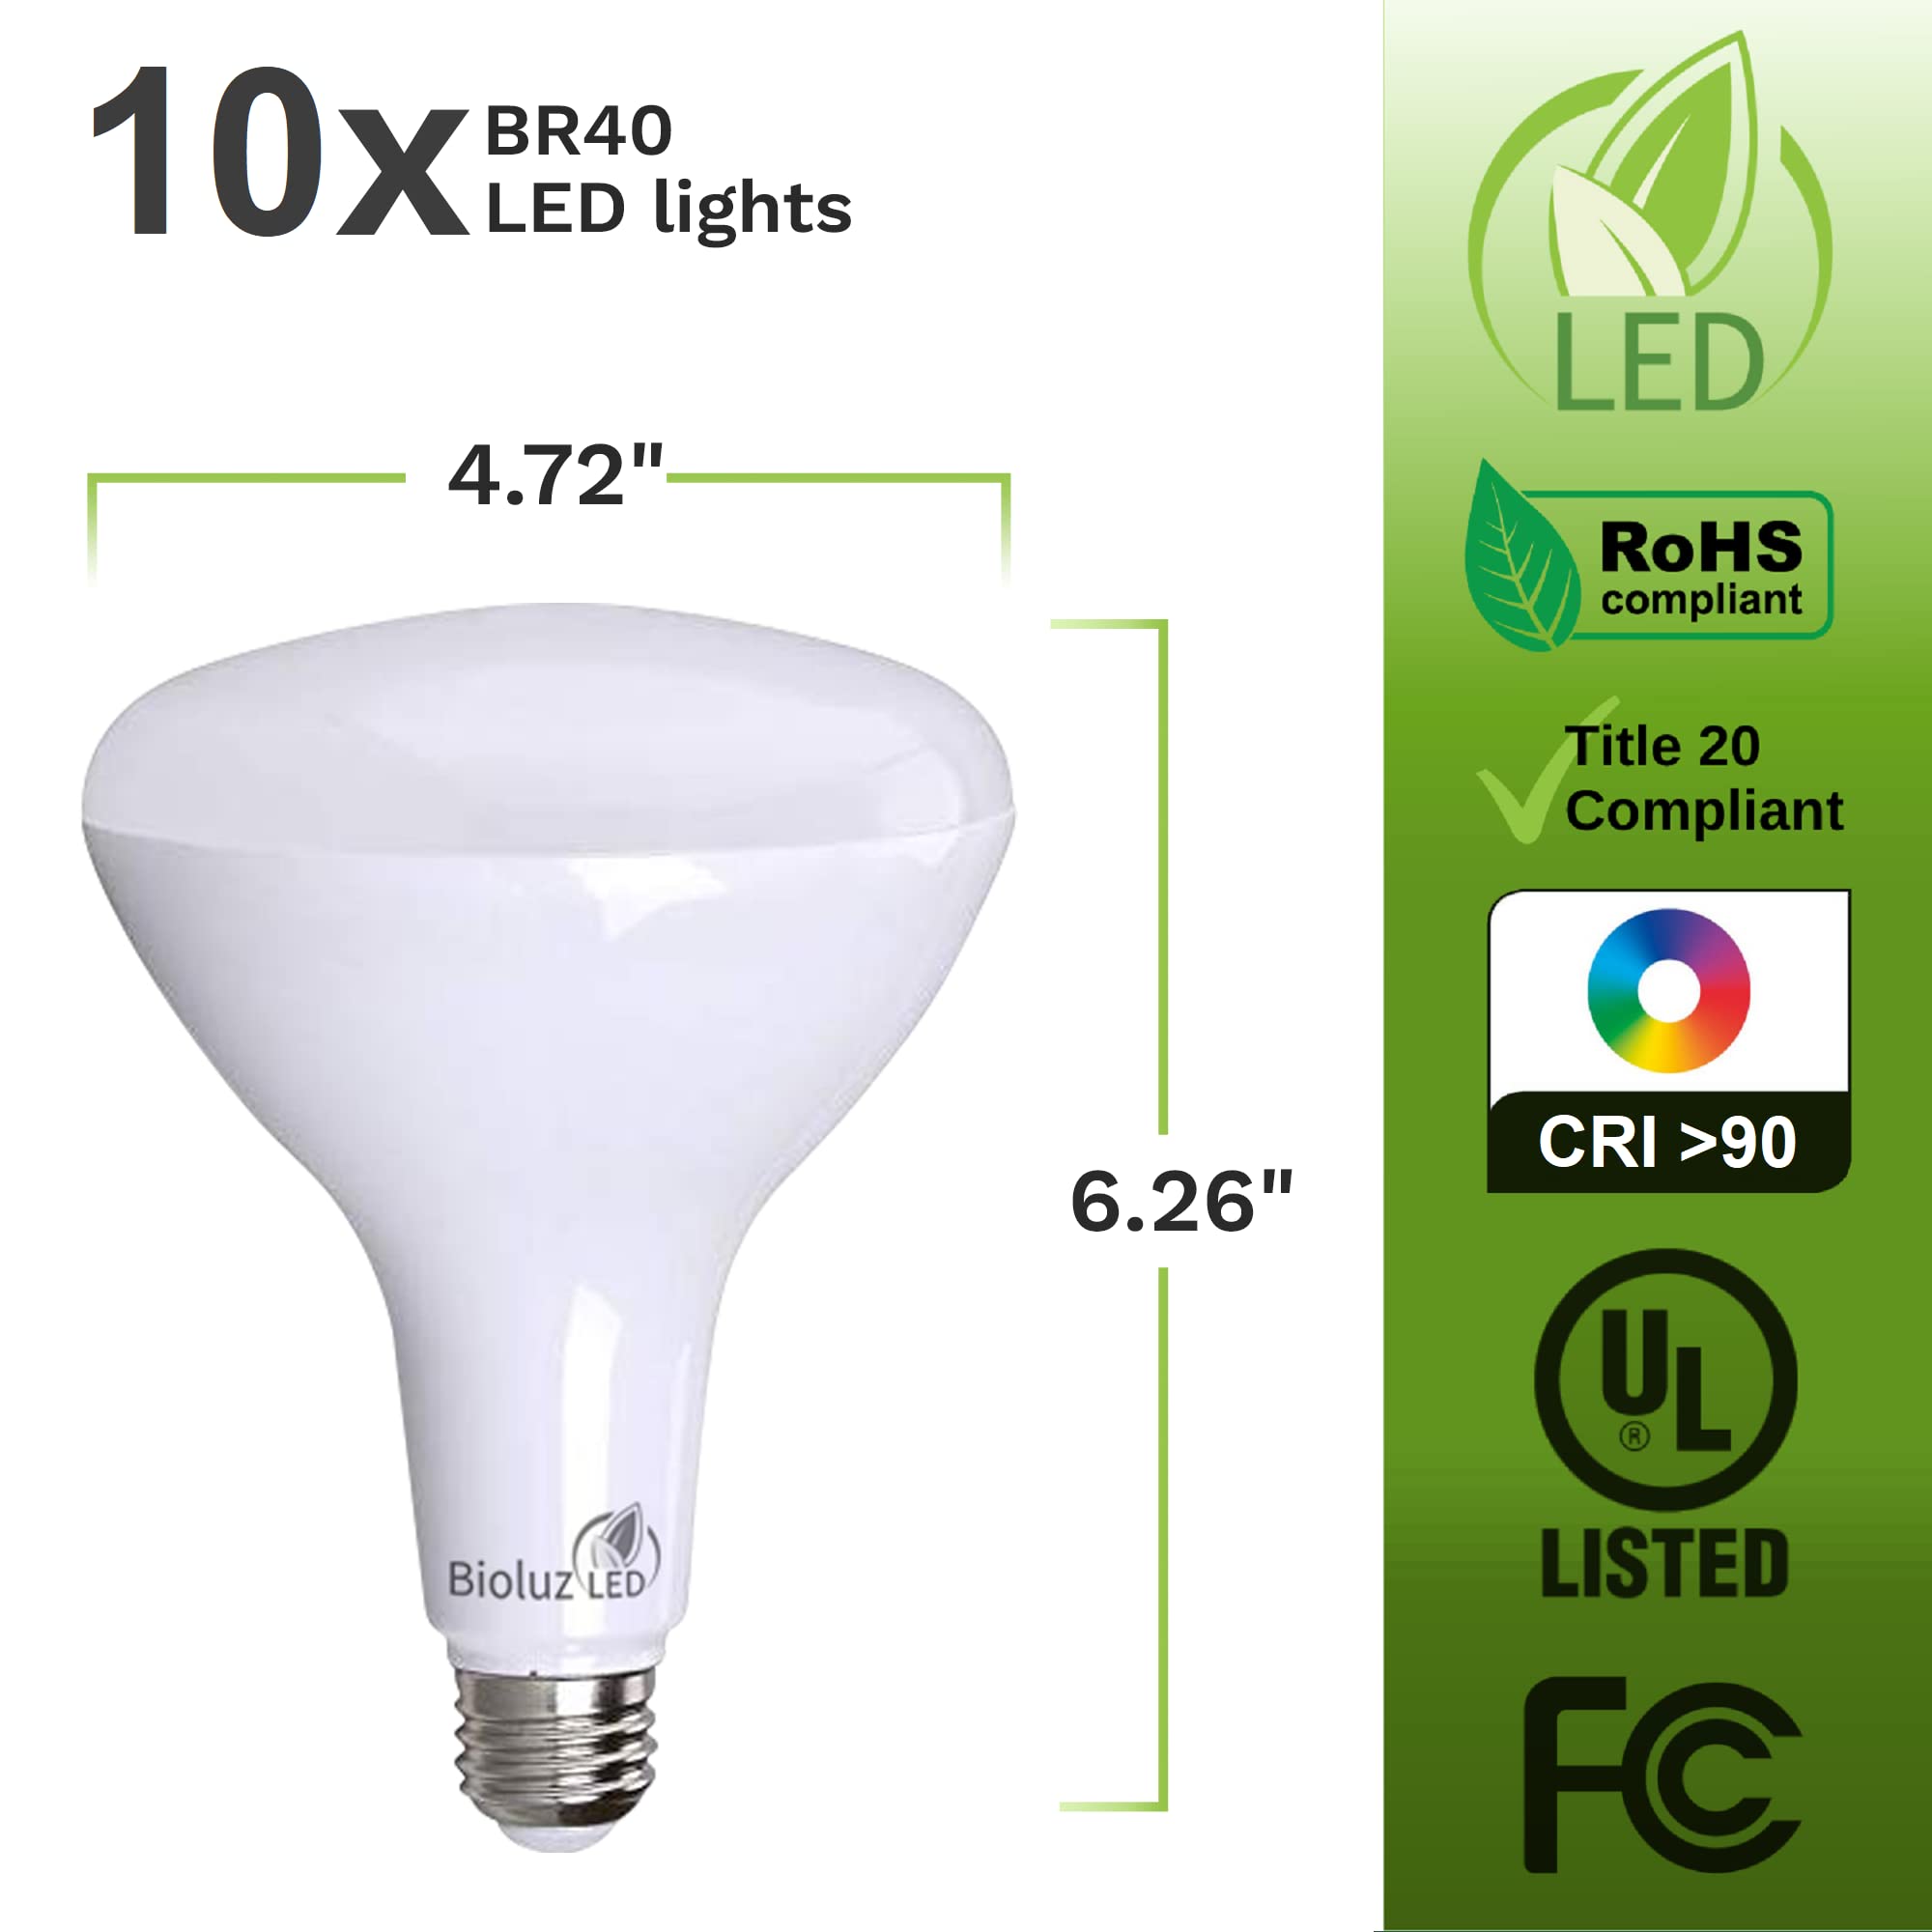 10x
BR40
LED lights
4.72"
6.26"
Bioluz LED
LED
RoHS
compliant
Title 20
Compliant
CRI >90
UL
®
LISTED
FC